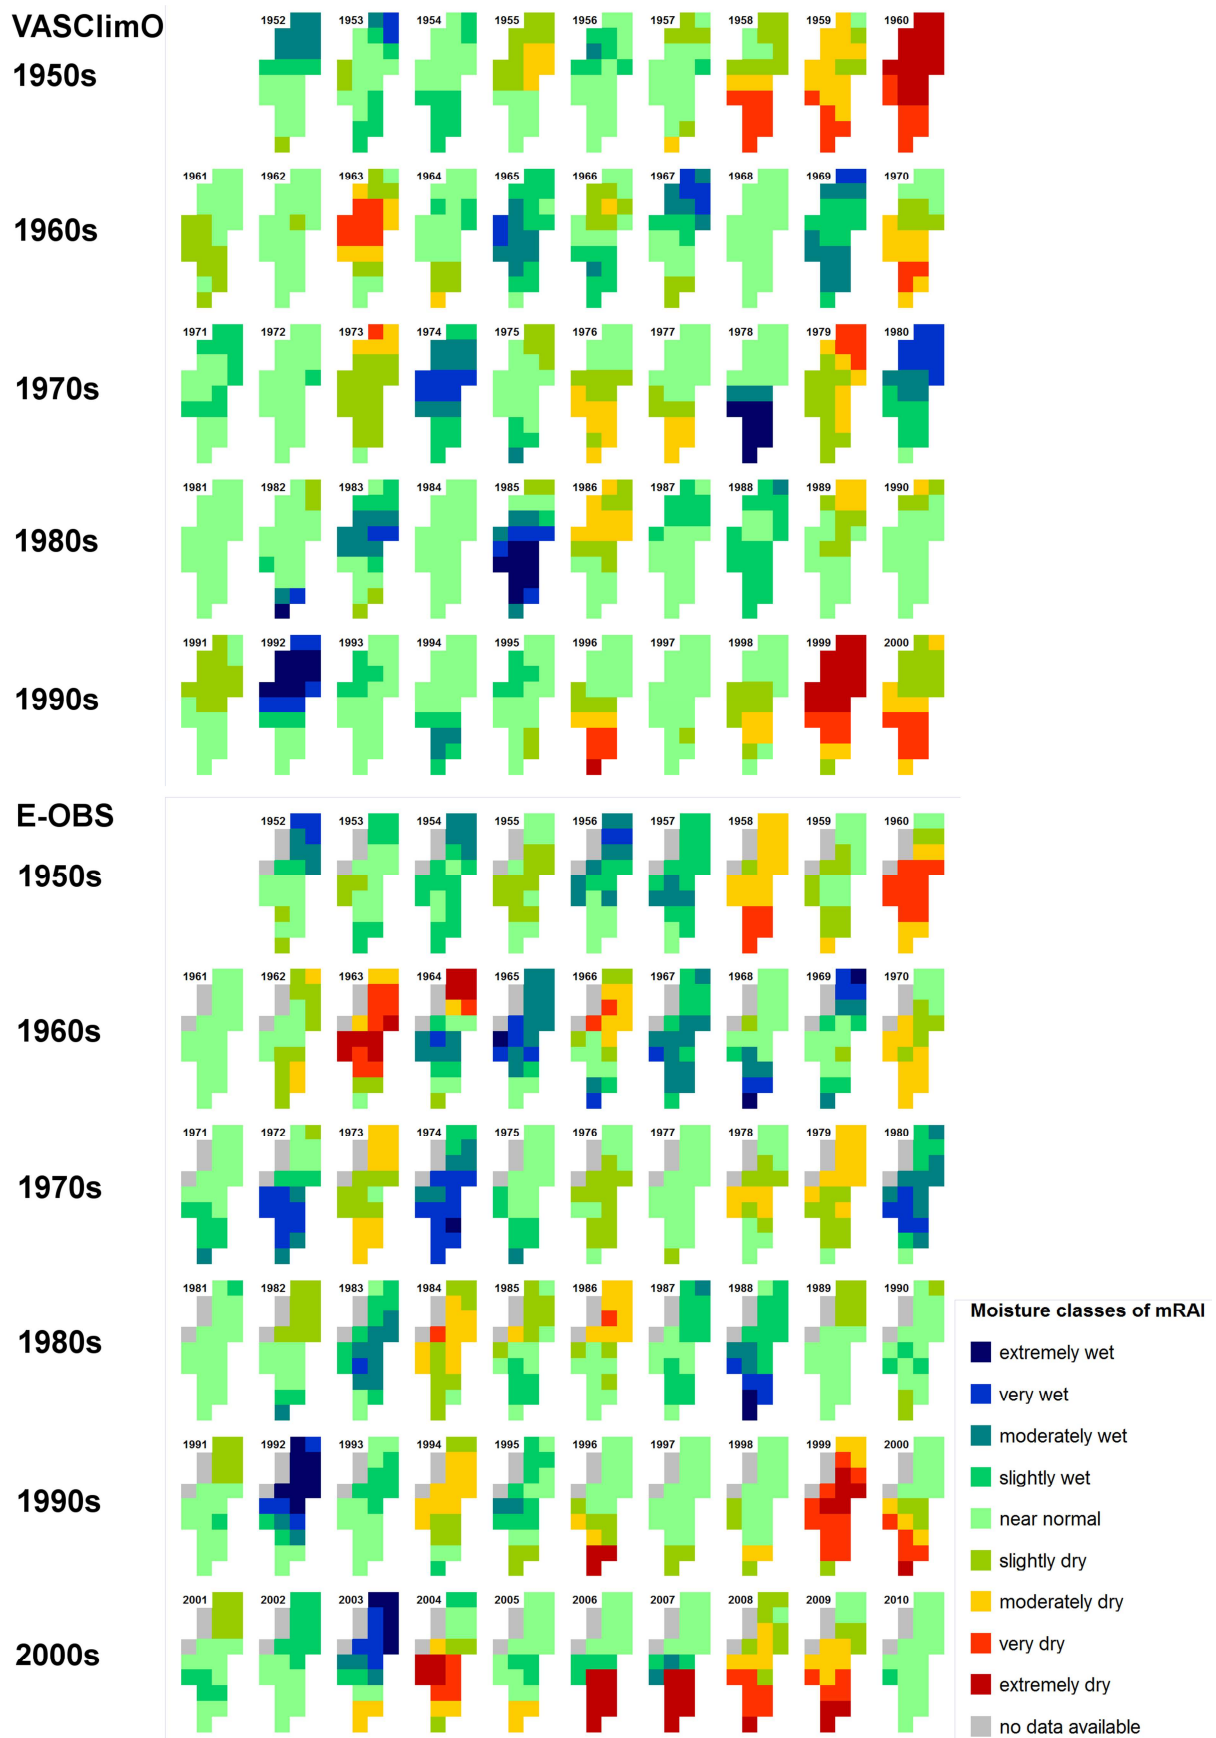 VASClimO
1950s
1952 1953 1954 1955 1956 1957 1958 1959 1960
1960s
1961 1962 1963 1964 1965 1966 1967 1968 1969 1970
1970s
1971 1972 1973 1974 1975 1976 1977 1978 1979 1980
1980s
1981 1982 1983 1984 1985 1986 1987 1988 1989 1990
1990s
1991 1992 1993 1994 1995 1996 1997 1998 1999 2000
E-OBS
1950s
1952 1953 1954 1955 1956 1957 1958 1959 1960
1960s
1961 1962 1963 1964 1965 1966 1967 1968 1969 1970
1970s
1971 1972 1973 1974 1975 1976 1977 1978 1979 1980
1980s
1981 1982 1983 1984 1985 1986 1987 1988 1989 1990
1990s
1991 1992 1993 1994 1995 1996 1997 1998 1999 2000
2000s
2001 2002 2003 2004 2005 2006 2007 2008 2009 2010
Moisture classes of mRAI
extremely wet
very wet
moderately wet
slightly wet
near normal
slightly dry
moderately dry
very dry
extremely dry
no data available